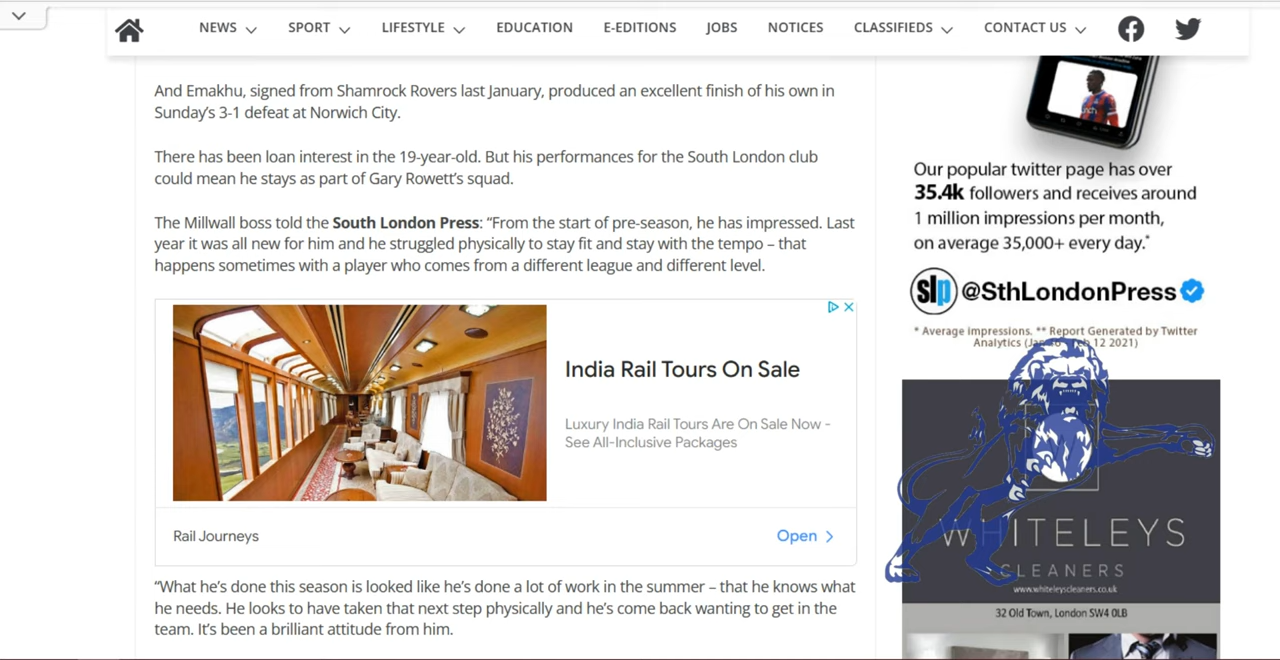 NEWS SPORT LIFESTYLE EDUCATION E-EDITIONS JOBS NOTICES CLASSIFIEDS CONTACT US
And Emakhu, signed from Shamrock Rovers last January, produced an excellent finish of his own in
Sunday’s 3-1 defeat at Norwich City.
There has been loan interest in the 19-year-old. But his performances for the South London club
could mean he stays as part of Gary Rowett’s squad.
The Millwall boss told the South London Press: “From the start of pre-season, he has impressed. Last
year it was all new for him and he struggled physically to stay fit and stay with the tempo – that
happens sometimes with a player who comes from a different league and different level.
India Rail Tours On Sale
Luxury India Rail Tours Are On Sale Now -
See All-Inclusive Packages
Rail Journeys
Open
“What he’s done this season is looked like he’s done a lot of work in the summer – that he knows what
he needs. He looks to have taken that next step physically and he’s come back wanting to get in the
team. It’s been a brilliant attitude from him.
Our popular twitter page has over
35.4k followers and receives around
1 million impressions per month,
on average 35,000+ every day.*
slp @SthLondonPress
* Average impressions. ** Report Generated by Twitter
Analytics 12 2021)
WHITELEYS
CLEANERS
www.whiteleyscleaners.co.uk
32 Old Town, London SW4 0LB